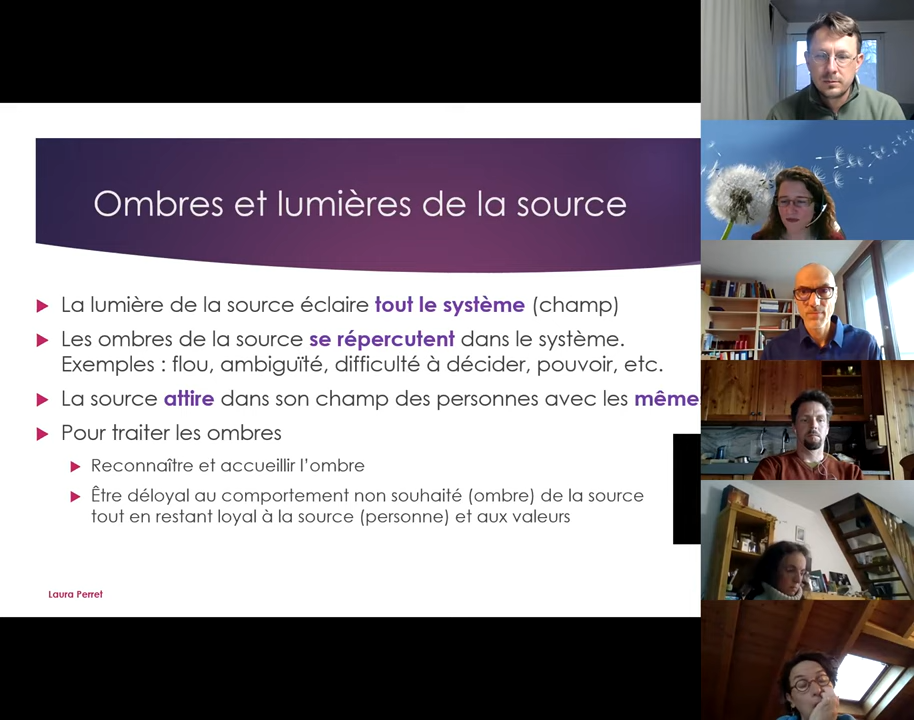 Ombres et lumières de la source
La lumière de la source éclaire tout le système (champ)
Les ombres de la source se répercutent dans le système.
Exemples : flou, ambiguïté, difficulté à décider, pouvoir, etc.
La source attire dans son champ des personnes avec les même
Pour traiter les ombres
Reconnaître et accueillir l'ombre
Être déloyal au comportement non souhaité (ombre) de la source
tout en restant loyal à la source (personne) et aux valeurs
Laura Perret